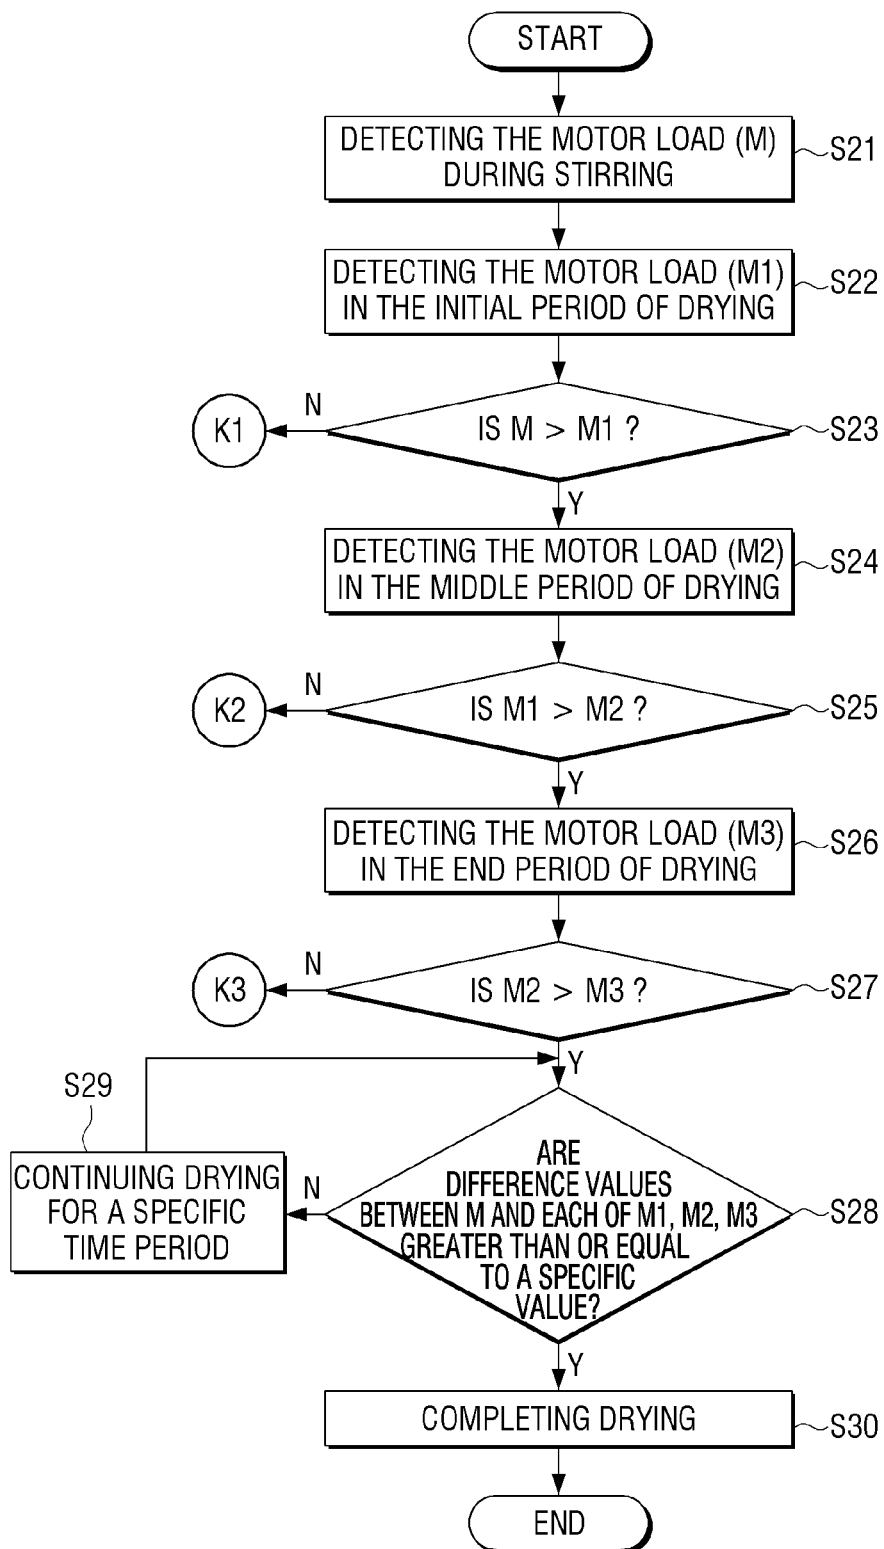 START
DETECTING THE MOTOR LOAD (M)
DURING STIRRING
S21
DETECTING THE MOTOR LOAD (M1)
IN THE INITIAL PERIOD OF DRYING
S22
N
K1
IS M > M1 ?
S23
Y
DETECTING THE MOTOR LOAD (M2)
IN THE MIDDLE PERIOD OF DRYING
S24
N
K2
IS M1 > M2 ?
S25
Y
DETECTING THE MOTOR LOAD (M3)
IN THE END PERIOD OF DRYING
S26
N
K3
IS M2 > M3 ?
S27
Y
S29
CONTINUING DRYING
FOR A SPECIFIC
TIME PERIOD
N
ARE
DIFFERENCE VALUES
BETWEEN M AND EACH OF M1, M2, M3
GREATER THAN OR EQUAL
TO A SPECIFIC
VALUE?
S28
Y
COMPLETING DRYING
S30
END